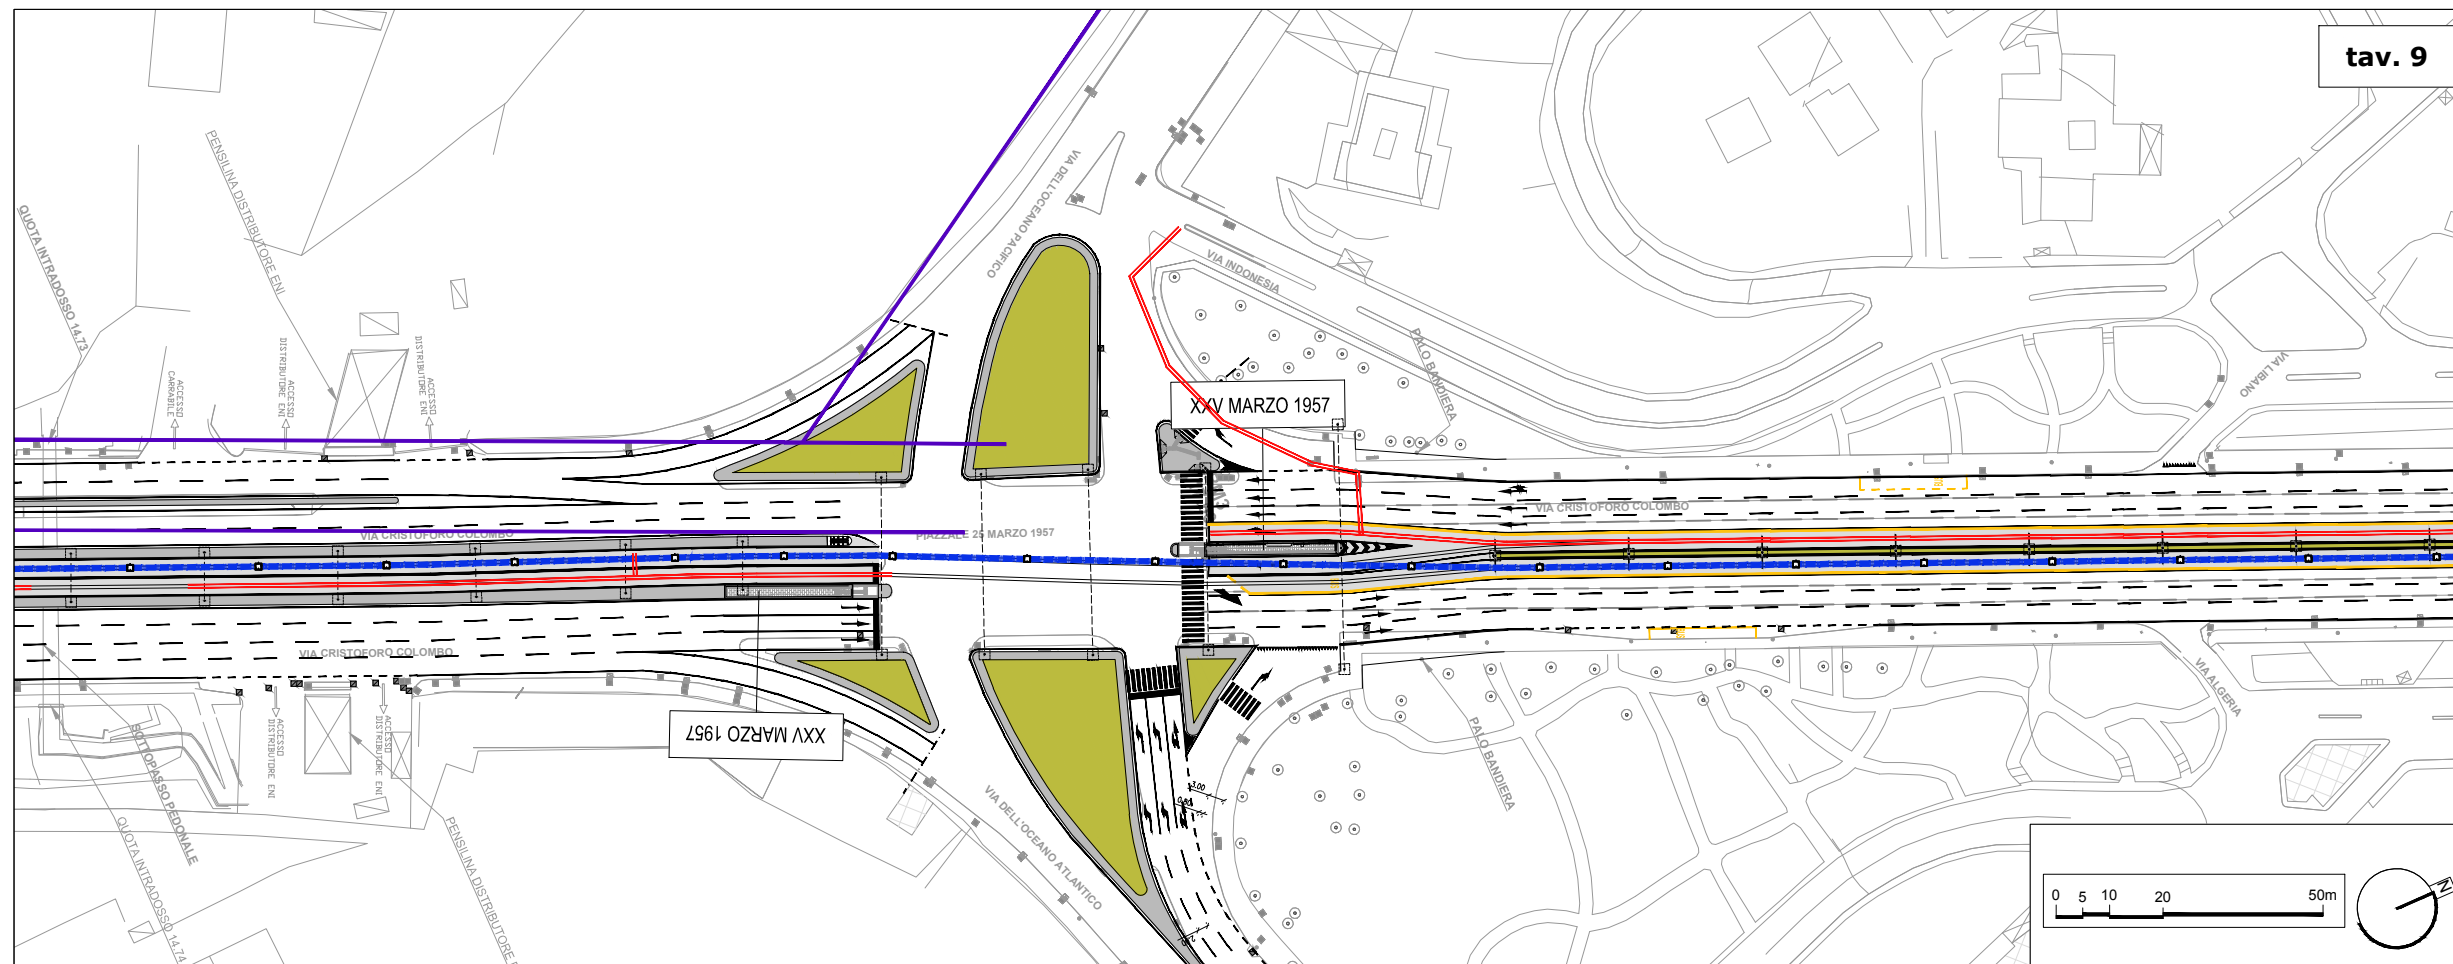 tav. 9
QUOTA INTRADOSSO 14.73
PENSILINA DISTRIBUTORE ENI
ACCESSO
CARRABILE
ACCESSO
DISTRIBUTORE ENI
ACCESSO
DISTRIBUTORE ENI
VIA DELL'OCEANO PACIFICO
VIA INDONESIA
PALO BANDIERA
VIA LIBANO
XXV MARZO 1957
VIA CRISTOFORO COLOMBO
VIA CRISTOFORO COLOMBO
PIAZZALE 25 MARZO 1957
VIA CRISTOFORO COLOMBO
XXV MARZO 1957
ACCESSO
DISTRIBUTORE ENI
ACCESSO
DISTRIBUTORE ENI
SOTTOPASSO PEDONALE
QUOTA INTRADOSSO 14.74
PENSILINA DISTRIBUTORE
VIA DELL'OCEANO ATLANTICO
3.00
PALO BANDIERA
VIA ALGERIA
0 5 10 20 50m
N